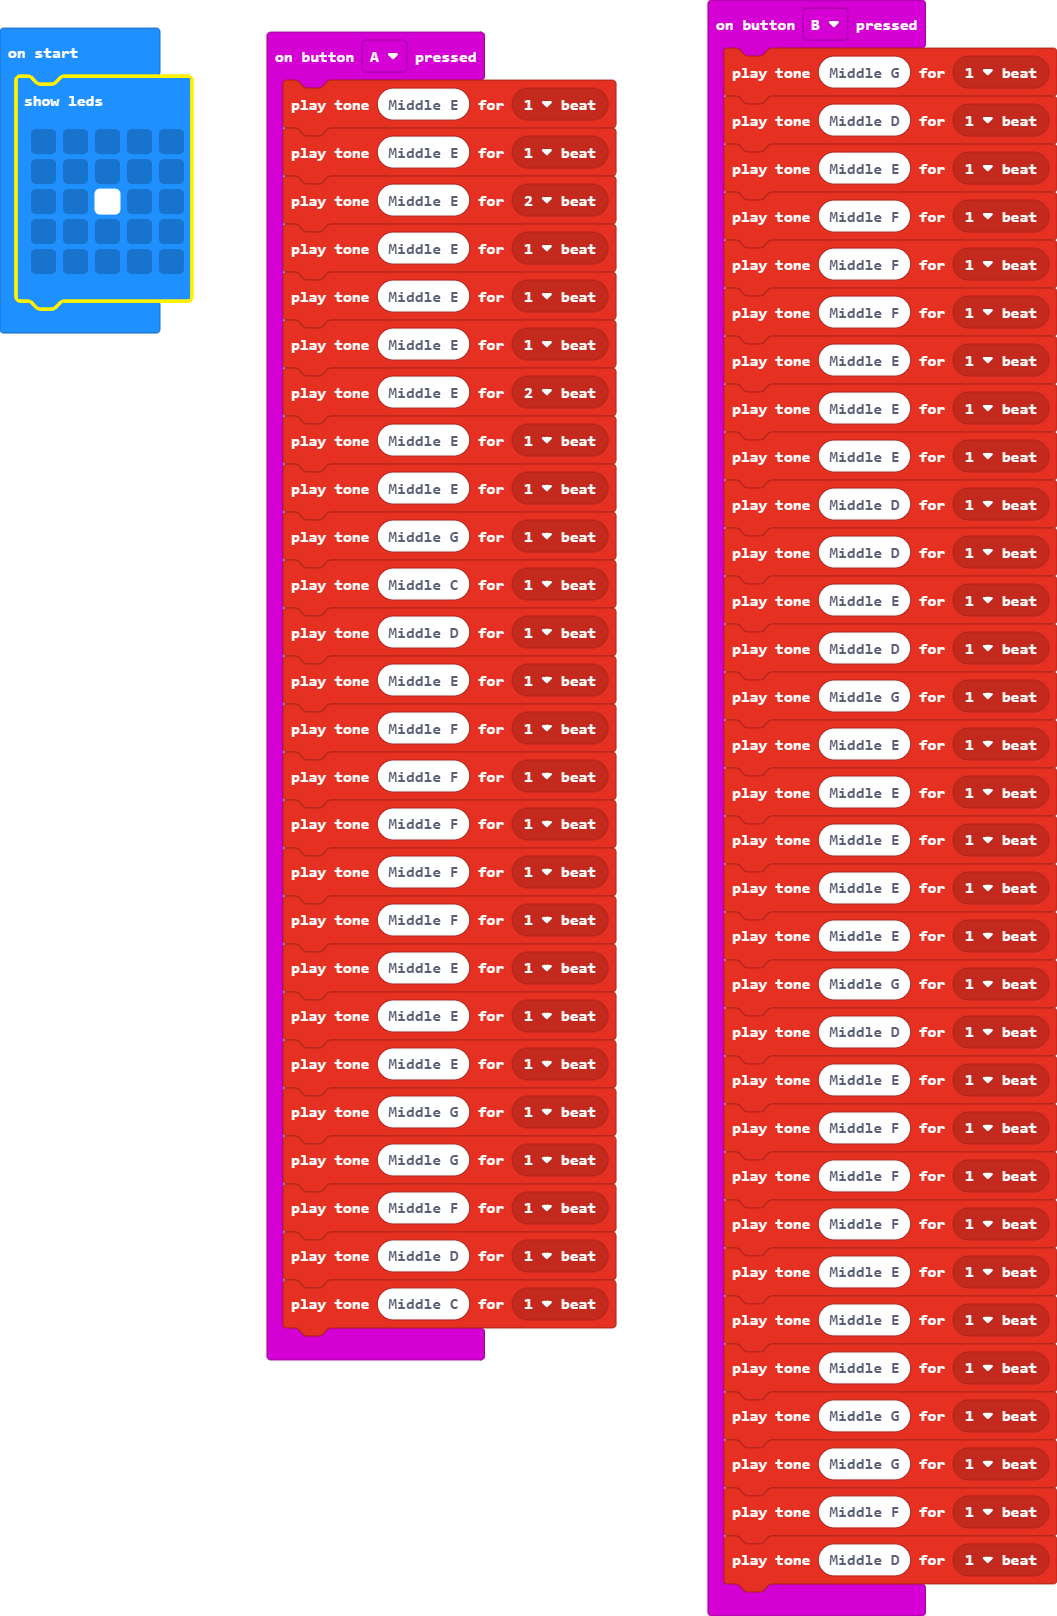 on start
show leds
on button A pressed
play tone Middle E for 1 beat
play tone Middle E for 1 beat
play tone Middle E for 2 beat
play tone Middle E for 1 beat
play tone Middle E for 1 beat
play tone Middle E for 1 beat
play tone Middle E for 2 beat
play tone Middle E for 1 beat
play tone Middle E for 1 beat
play tone Middle G for 1 beat
play tone Middle C for 1 beat
play tone Middle D for 1 beat
play tone Middle E for 1 beat
play tone Middle F for 1 beat
play tone Middle F for 1 beat
play tone Middle F for 1 beat
play tone Middle F for 1 beat
play tone Middle F for 1 beat
play tone Middle E for 1 beat
play tone Middle E for 1 beat
play tone Middle E for 1 beat
play tone Middle G for 1 beat
play tone Middle G for 1 beat
play tone Middle F for 1 beat
play tone Middle D for 1 beat
play tone Middle C for 1 beat
on button B pressed
play tone Middle G for 1 beat
play tone Middle D for 1 beat
play tone Middle E for 1 beat
play tone Middle F for 1 beat
play tone Middle F for 1 beat
play tone Middle F for 1 beat
play tone Middle E for 1 beat
play tone Middle E for 1 beat
play tone Middle E for 1 beat
play tone Middle D for 1 beat
play tone Middle D for 1 beat
play tone Middle E for 1 beat
play tone Middle D for 1 beat
play tone Middle G for 1 beat
play tone Middle E for 1 beat
play tone Middle E for 1 beat
play tone Middle E for 1 beat
play tone Middle E for 1 beat
play tone Middle E for 1 beat
play tone Middle G for 1 beat
play tone Middle D for 1 beat
play tone Middle E for 1 beat
play tone Middle F for 1 beat
play tone Middle F for 1 beat
play tone Middle F for 1 beat
play tone Middle E for 1 beat
play tone Middle E for 1 beat
play tone Middle E for 1 beat
play tone Middle G for 1 beat
play tone Middle G for 1 beat
play tone Middle F for 1 beat
play tone Middle D for 1 beat